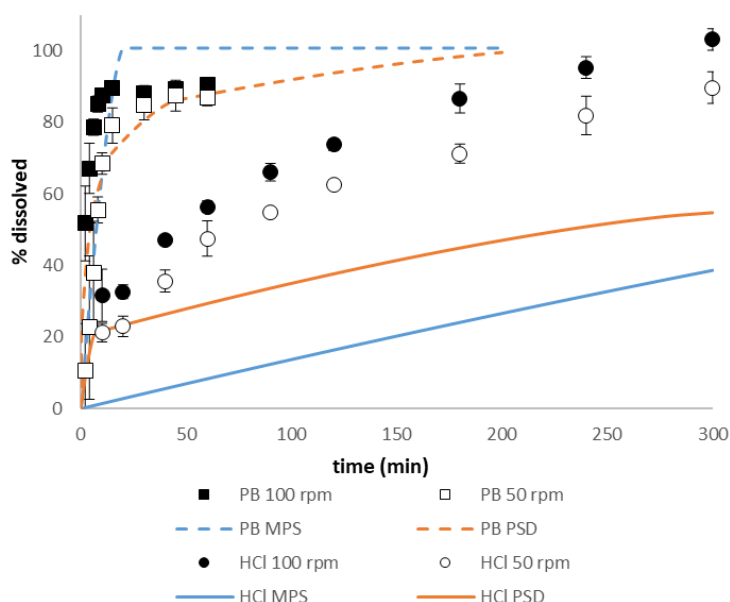 100
80
60
40
20
0
% dissolved
0 50 100 150 200 250 300
time (min)
PB 100 rpm PB 50 rpm
PB MPS PB PSD
HCl 100 rpm HCl 50 rpm
HCl MPS HCl PSD